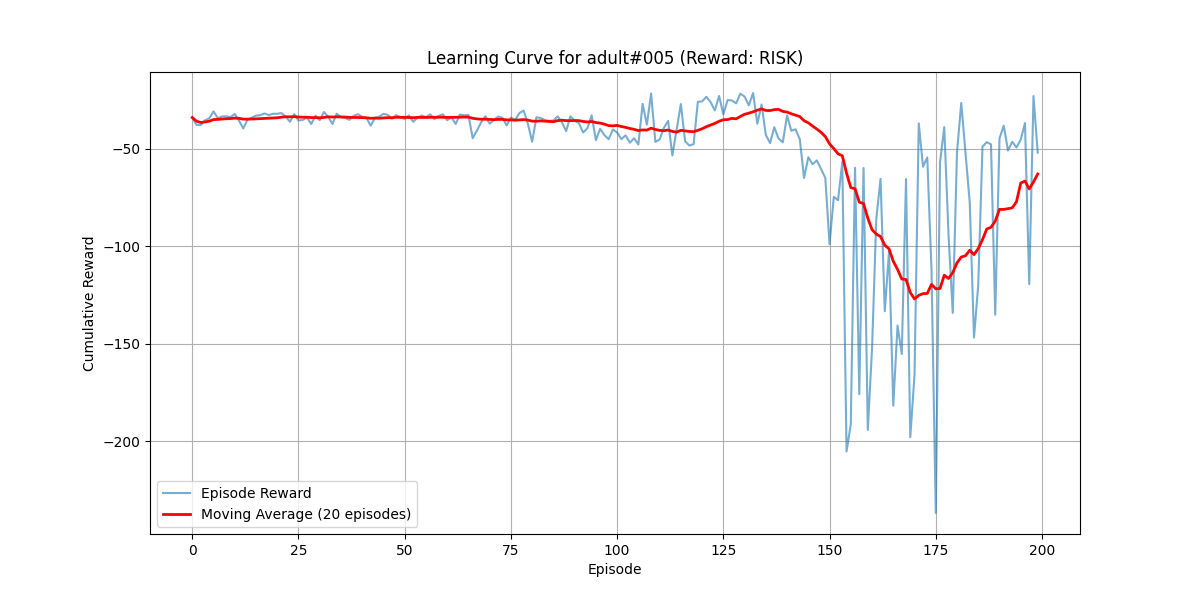 Learning Curve for adult#005 (Reward: RISK)
Cumulative Reward
−50
−100
−150
−200
Episode Reward
Moving Average (20 episodes)
0 25 50 75 100 125 150 175 200
Episode